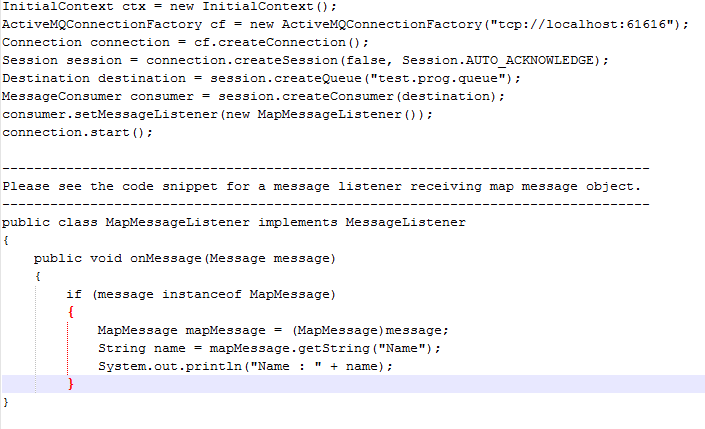 InitialContext ctx = new InitialContext();
ActiveMQConnectionFactory cf = new ActiveMQConnectionFactory("tcp://localhost:61616");
Connection connection = cf.createConnection();
Session session = connection.createSession(false, Session.AUTO_ACKNOWLEDGE);
Destination destination = session.createQueue("test.prog.queue");
MessageConsumer consumer = session.createConsumer(destination);
consumer.setMessageListener(new MapMessageListener());
connection.start();

---------------------------------------------------------------------------------
Please see the code snippet for a message listener receiving map message object.
---------------------------------------------------------------------------------
public class MapMessageListener implements MessageListener
{
    public void onMessage(Message message)
    {
        if (message instanceof MapMessage)
        {
            MapMessage mapMessage = (MapMessage)message;
            String name = mapMessage.getString("Name");
            System.out.println("Name : " + name);
        }
}